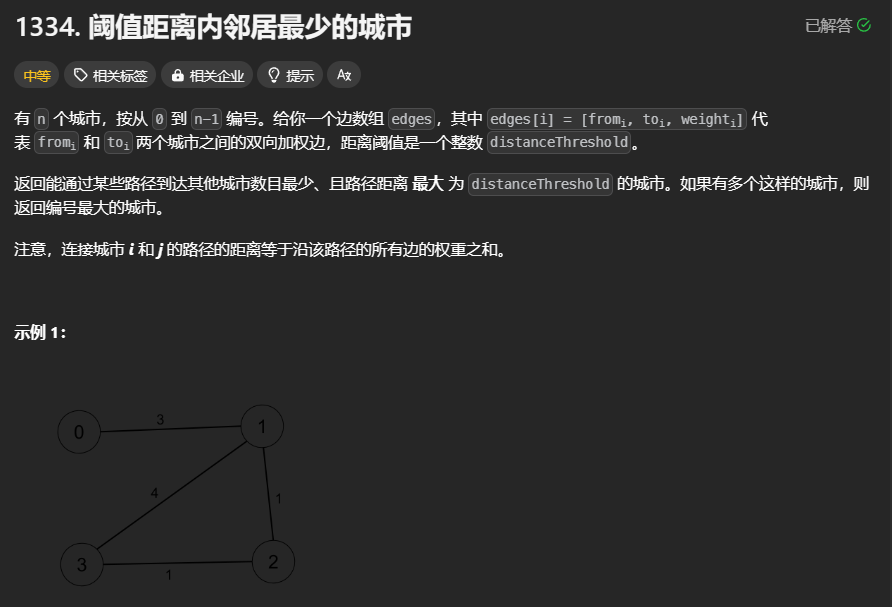 1334. 阈值距离内邻居最少的城市
已解答
中等 相关标签 相关企业 提示 Az
有 n 个城市，按从 0 到 n-1 编号。给你一个边数组 edges，其中 edges[i] = [fromi, toi, weighti] 代
表 fromi 和 toi 两个城市之间的双向加权边，距离阈值是一个整数 distanceThreshold。
返回能通过某些路径到达其他城市数目最少、且路径距离 最大 为 distanceThreshold 的城市。如果有多个这样的城市，则
返回编号最大的城市。
注意，连接城市 i 和 j 的路径的距离等于沿该路径的所有边的权重之和。
示例 1：
0
3
1
4
1
3
1
2